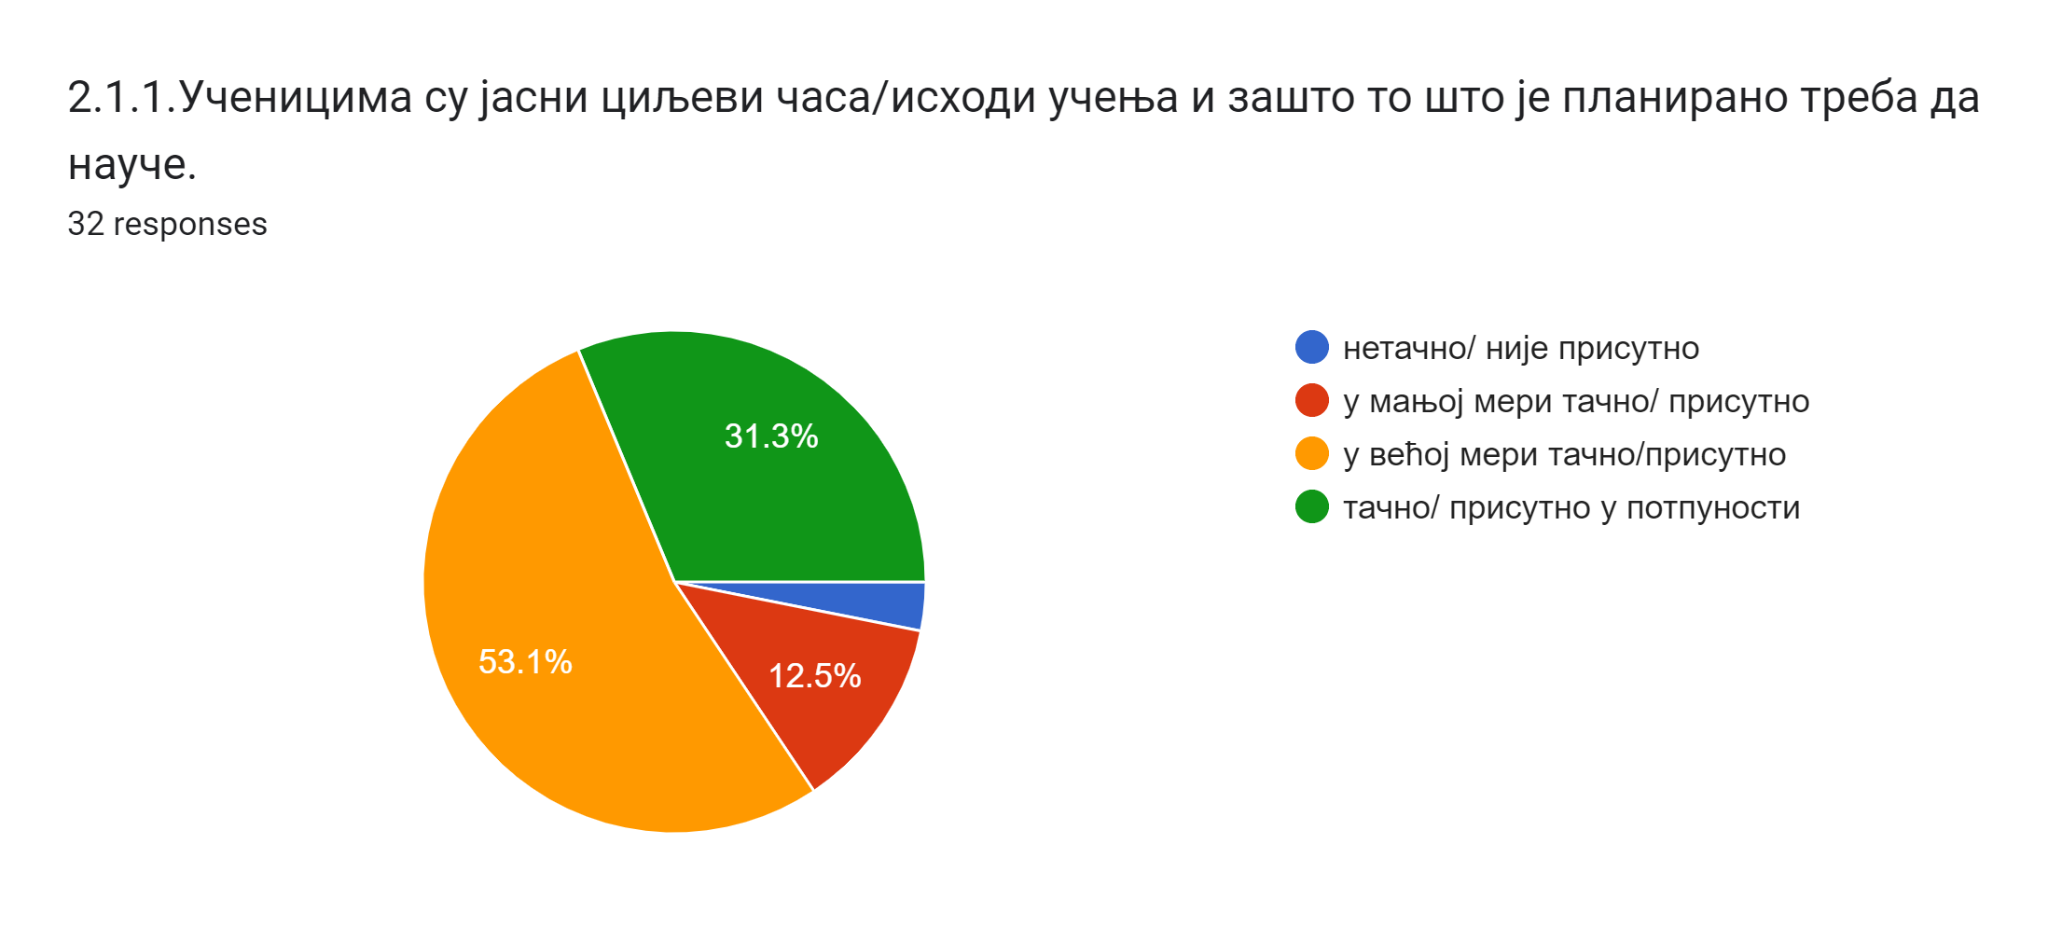 2.1.1.Ученицима су јасни циљеви часа/исходи учења и зашто то што је планирано треба да
науче.
32 responses
нетачно/ није присутно
у мањој мери тачно/ присутно
у већој мери тачно/присутно
тачно/ присутно у потпуности
31.3%
53.1%
12.5%